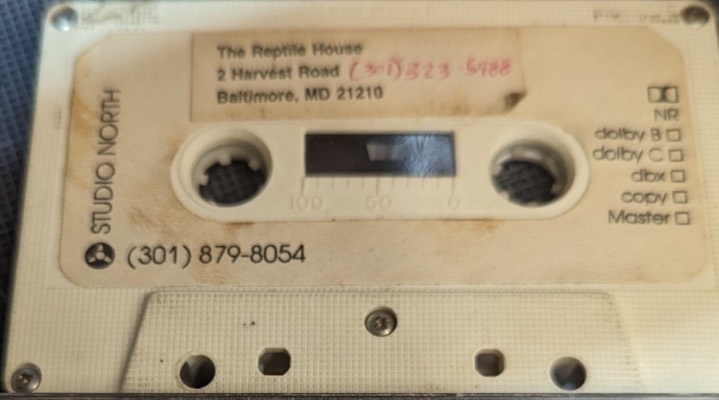 The Reptile House
2 Harvest Road (301) 323-5988
Baltimore, MD 21210
STUDIO NORTH
NR
dolby B
dolby C
dbx
copy
Master
100 50 0
(301) 879-8054